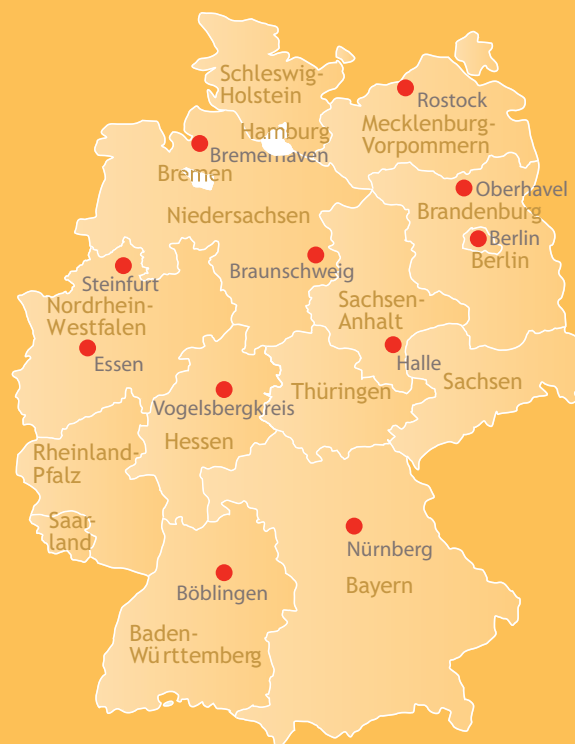 Schleswig-
Holstein
Rostock
Hamburg
Mecklenburg-
Vorpommern
Bremerhaven
Bremen
Oberhavel
Niedersachsen
Brandenburg
Berlin
Berlin
Braunschweig
Steinfurt
Nordrhein-
Westfalen
Sachsen-
Anhalt
Essen
Halle
Sachsen
Thüringen
Vogelsbergkreis
Hessen
Rheinland-
Pfalz
Saar-
land
Nürnberg
Bayern
Böblingen
Baden-
Württemberg